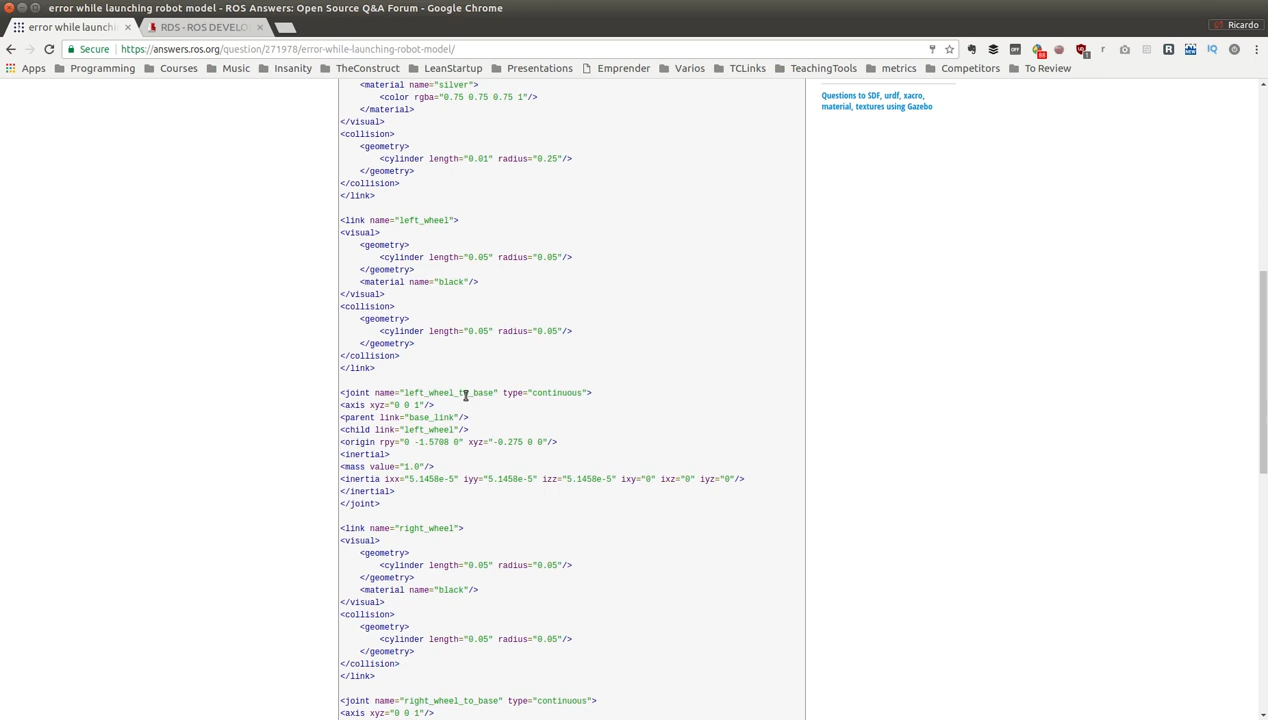 error while launching robot model - ROS Answers: Open Source Q&A Forum - Google Chrome
error while launchi
RDS - ROS DEVELO
Ricardo
Secure
https://answers.ros.org/question/271978/error-while-launching-robot-model/
Apps Programming Courses Music Insanity TheConstruct LeanStartup Presentations Emprender Varios TCLinks TeachingTools metrics Competitors To Review
<material name="silver">
<color rgba="0.75 0.75 0.75 1"/>
</material>
</visual>
<collision>
<geometry>
<cylinder length="0.01" radius="0.25"/>
</geometry>
</collision>
</link>
<link name="left_wheel">
<visual>
<geometry>
<cylinder length="0.05" radius="0.05"/>
</geometry>
<material name="black"/>
</visual>
<collision>
<geometry>
<cylinder length="0.05" radius="0.05"/>
</geometry>
</collision>
</link>
<joint name="left_wheel_to_base" type="continuous">
<axis xyz="0 0 1"/>
<parent link="base_link"/>
<child link="left_wheel"/>
<origin rpy="0 -1.5708 0" xyz="-0.275 0 0"/>
<inertial>
<mass value="1.0"/>
<inertia ixx="5.1458e-5" iyy="5.1458e-5" izz="5.1458e-5" ixy="0" ixz="0" iyz="0"/>
</inertial>
</joint>
<link name="right_wheel">
<visual>
<geometry>
<cylinder length="0.05" radius="0.05"/>
</geometry>
<material name="black"/>
</visual>
<collision>
<geometry>
<cylinder length="0.05" radius="0.05"/>
</geometry>
</collision>
</link>
<joint name="right_wheel_to_base" type="continuous">
<axis xyz="0 0 1"/>
Questions to SDF, urdf, xacro,
material, textures using Gazebo